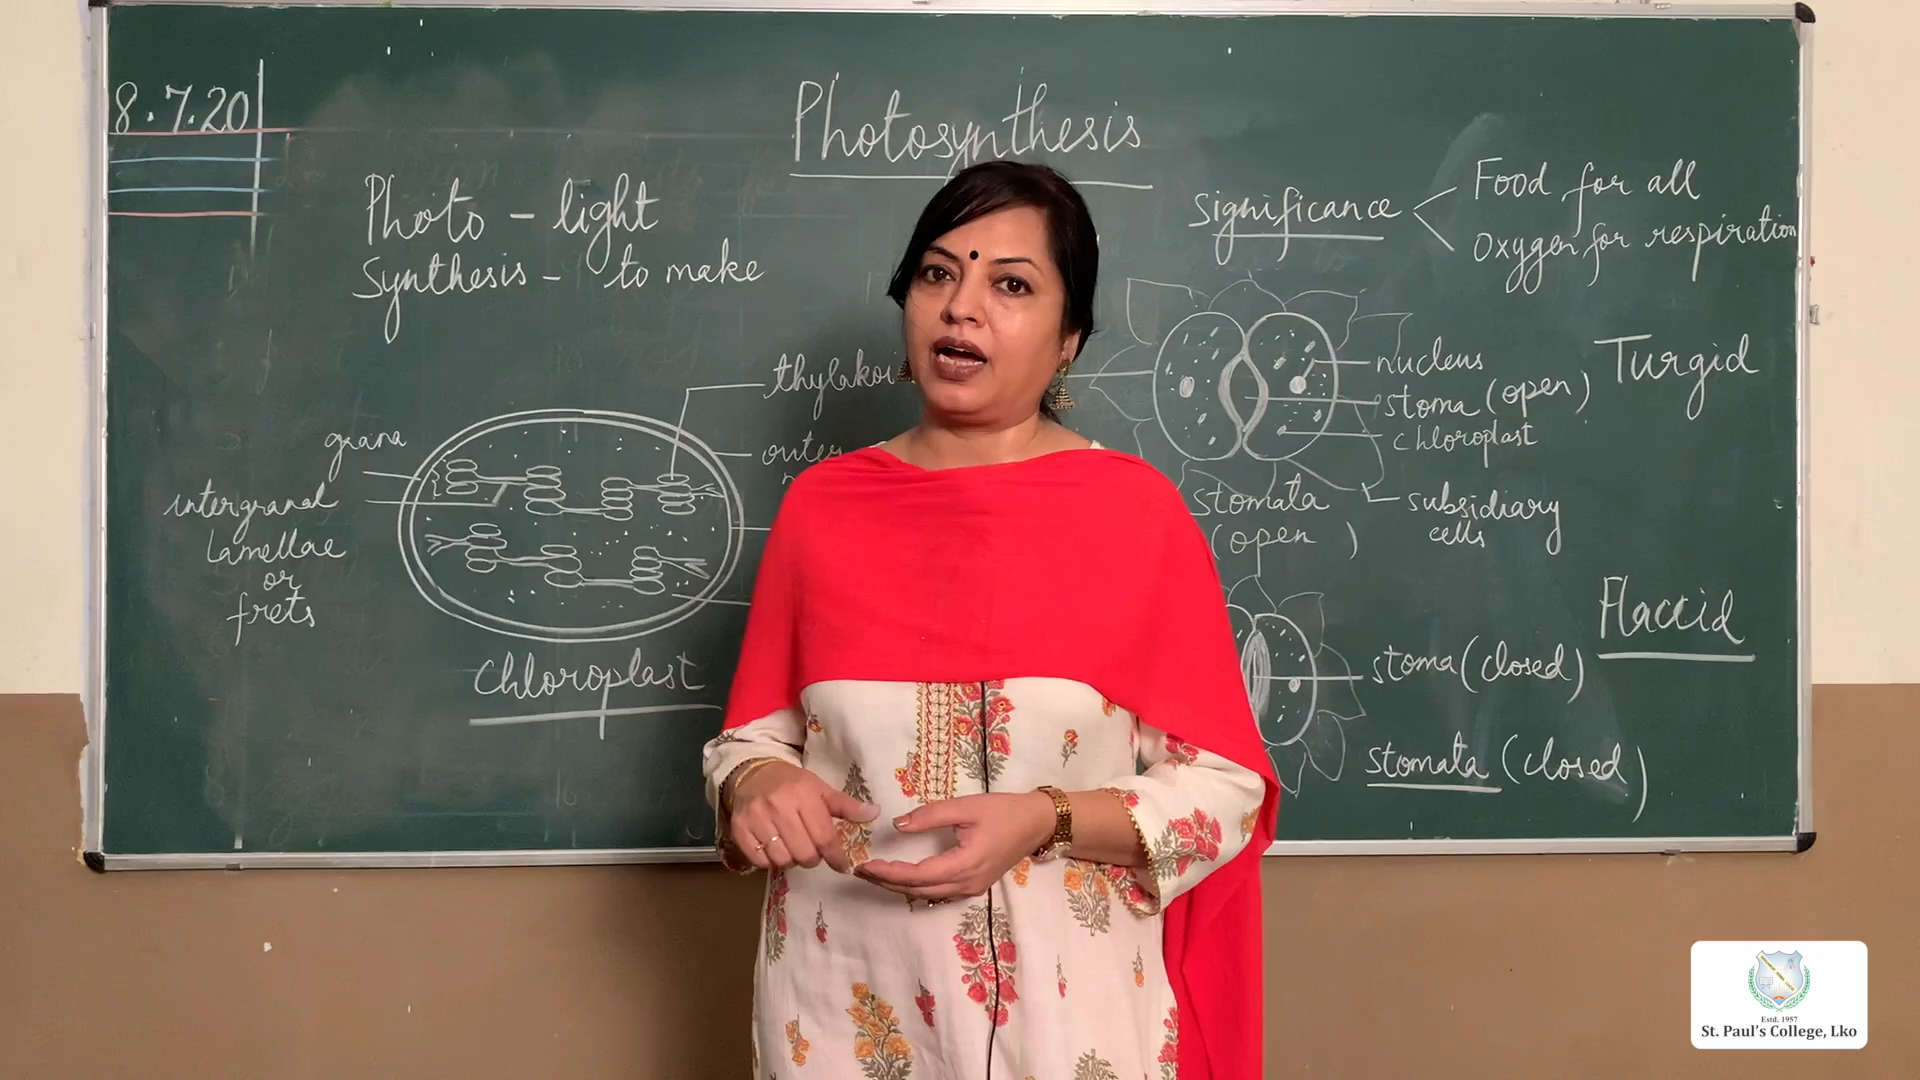 8.7.20
Photosynthesis
Photo - light
Synthesis - to make
significance
Food for all
oxygen for respiration
thylakoi
outer
grana
intergranal
lamellae
or
frets
chloroplast
nucleus
stoma (open)
chloroplast
Turgid
stomata
(open)
subsidiary
cells
Flaccid
stoma (closed)
stomata (closed)
Estd. 1957
St. Paul's College, Lko